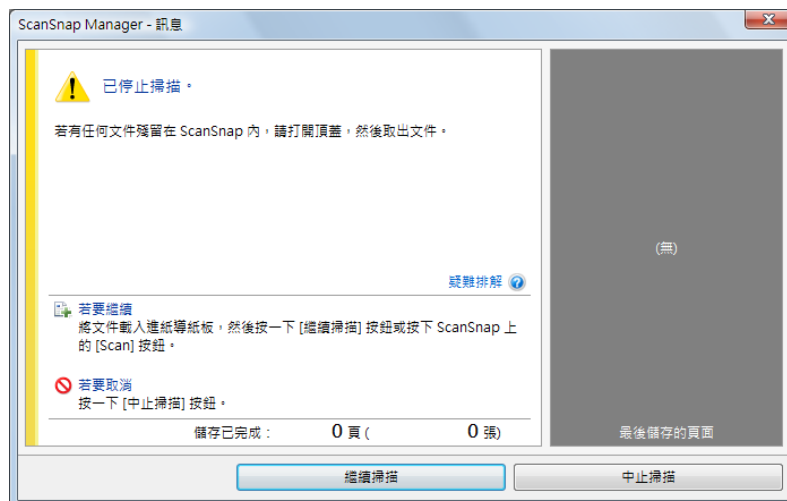 ScanSnap Manager - 訊息
已停止掃描。
若有任何文件殘留在 ScanSnap 內，請打開頂蓋，然後取出文件。
(無)
疑難排解
若要繼續
將文件載入進紙導紙板，然後按一下 [繼續掃描] 按鈕或按下 ScanSnap 上
的 [Scan] 按鈕。
若要取消
按一下 [中止掃描] 按鈕。
儲存已完成： 0 頁 ( 0 張)
最後儲存的頁面
繼續掃描
中止掃描